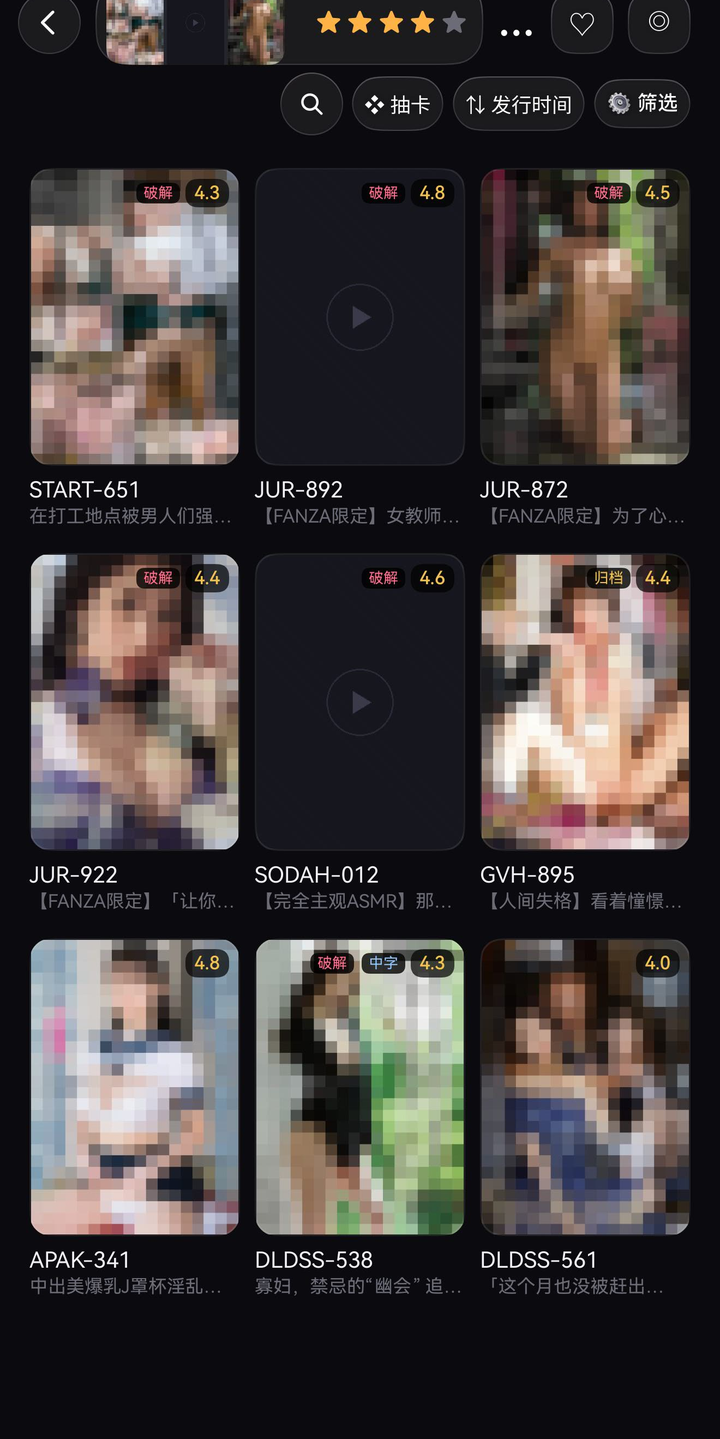 抽卡
发行时间
筛选
破解 4.3
破解 4.8
破解 4.5
START-651
JUR-892
JUR-872
在打工地点被男人们强...
【FANZA限定】女教师...
【FANZA限定】为了心...
破解 4.4
破解 4.6
归档 4.4
JUR-922
SODAH-012
GVH-895
【FANZA限定】「让你...
【完全主观ASMR】那...
【人间失格】看着憧憬...
4.8
破解 中字 4.3
4.0
APAK-341
DLDSS-538
DLDSS-561
中出美爆乳J罩杯淫乱...
寡妇，禁忌的“幽会” 追...
「这个月也没被赶出...